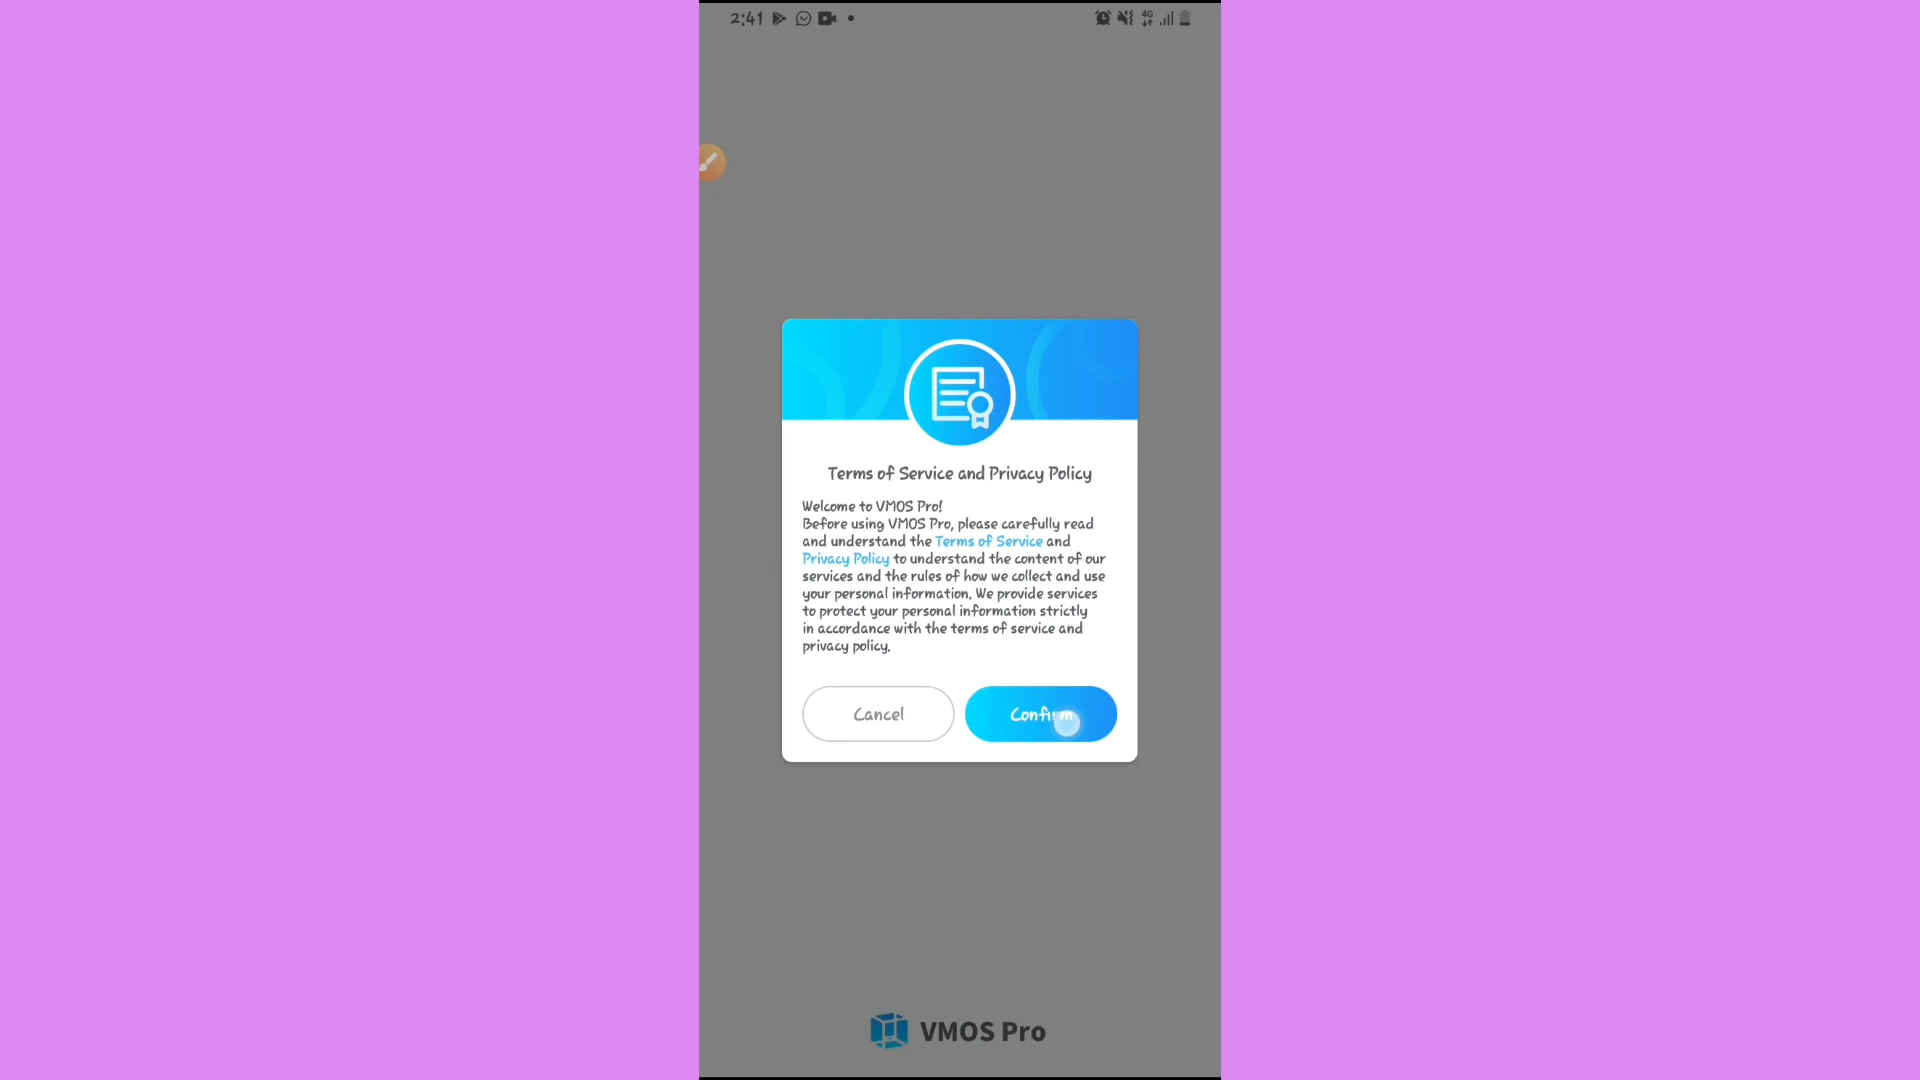 2:41
4G
Terms of Service and Privacy Policy
Welcome to VMOS Pro!
Before using VMOS Pro, please carefully read
and understand the Terms of Service and
Privacy Policy to understand the content of our
services and the rules of how we collect and use
your personal information. We provide services
to protect your personal information strictly
in accordance with the terms of service and
privacy policy.
Cancel
Confirm
VMOS Pro